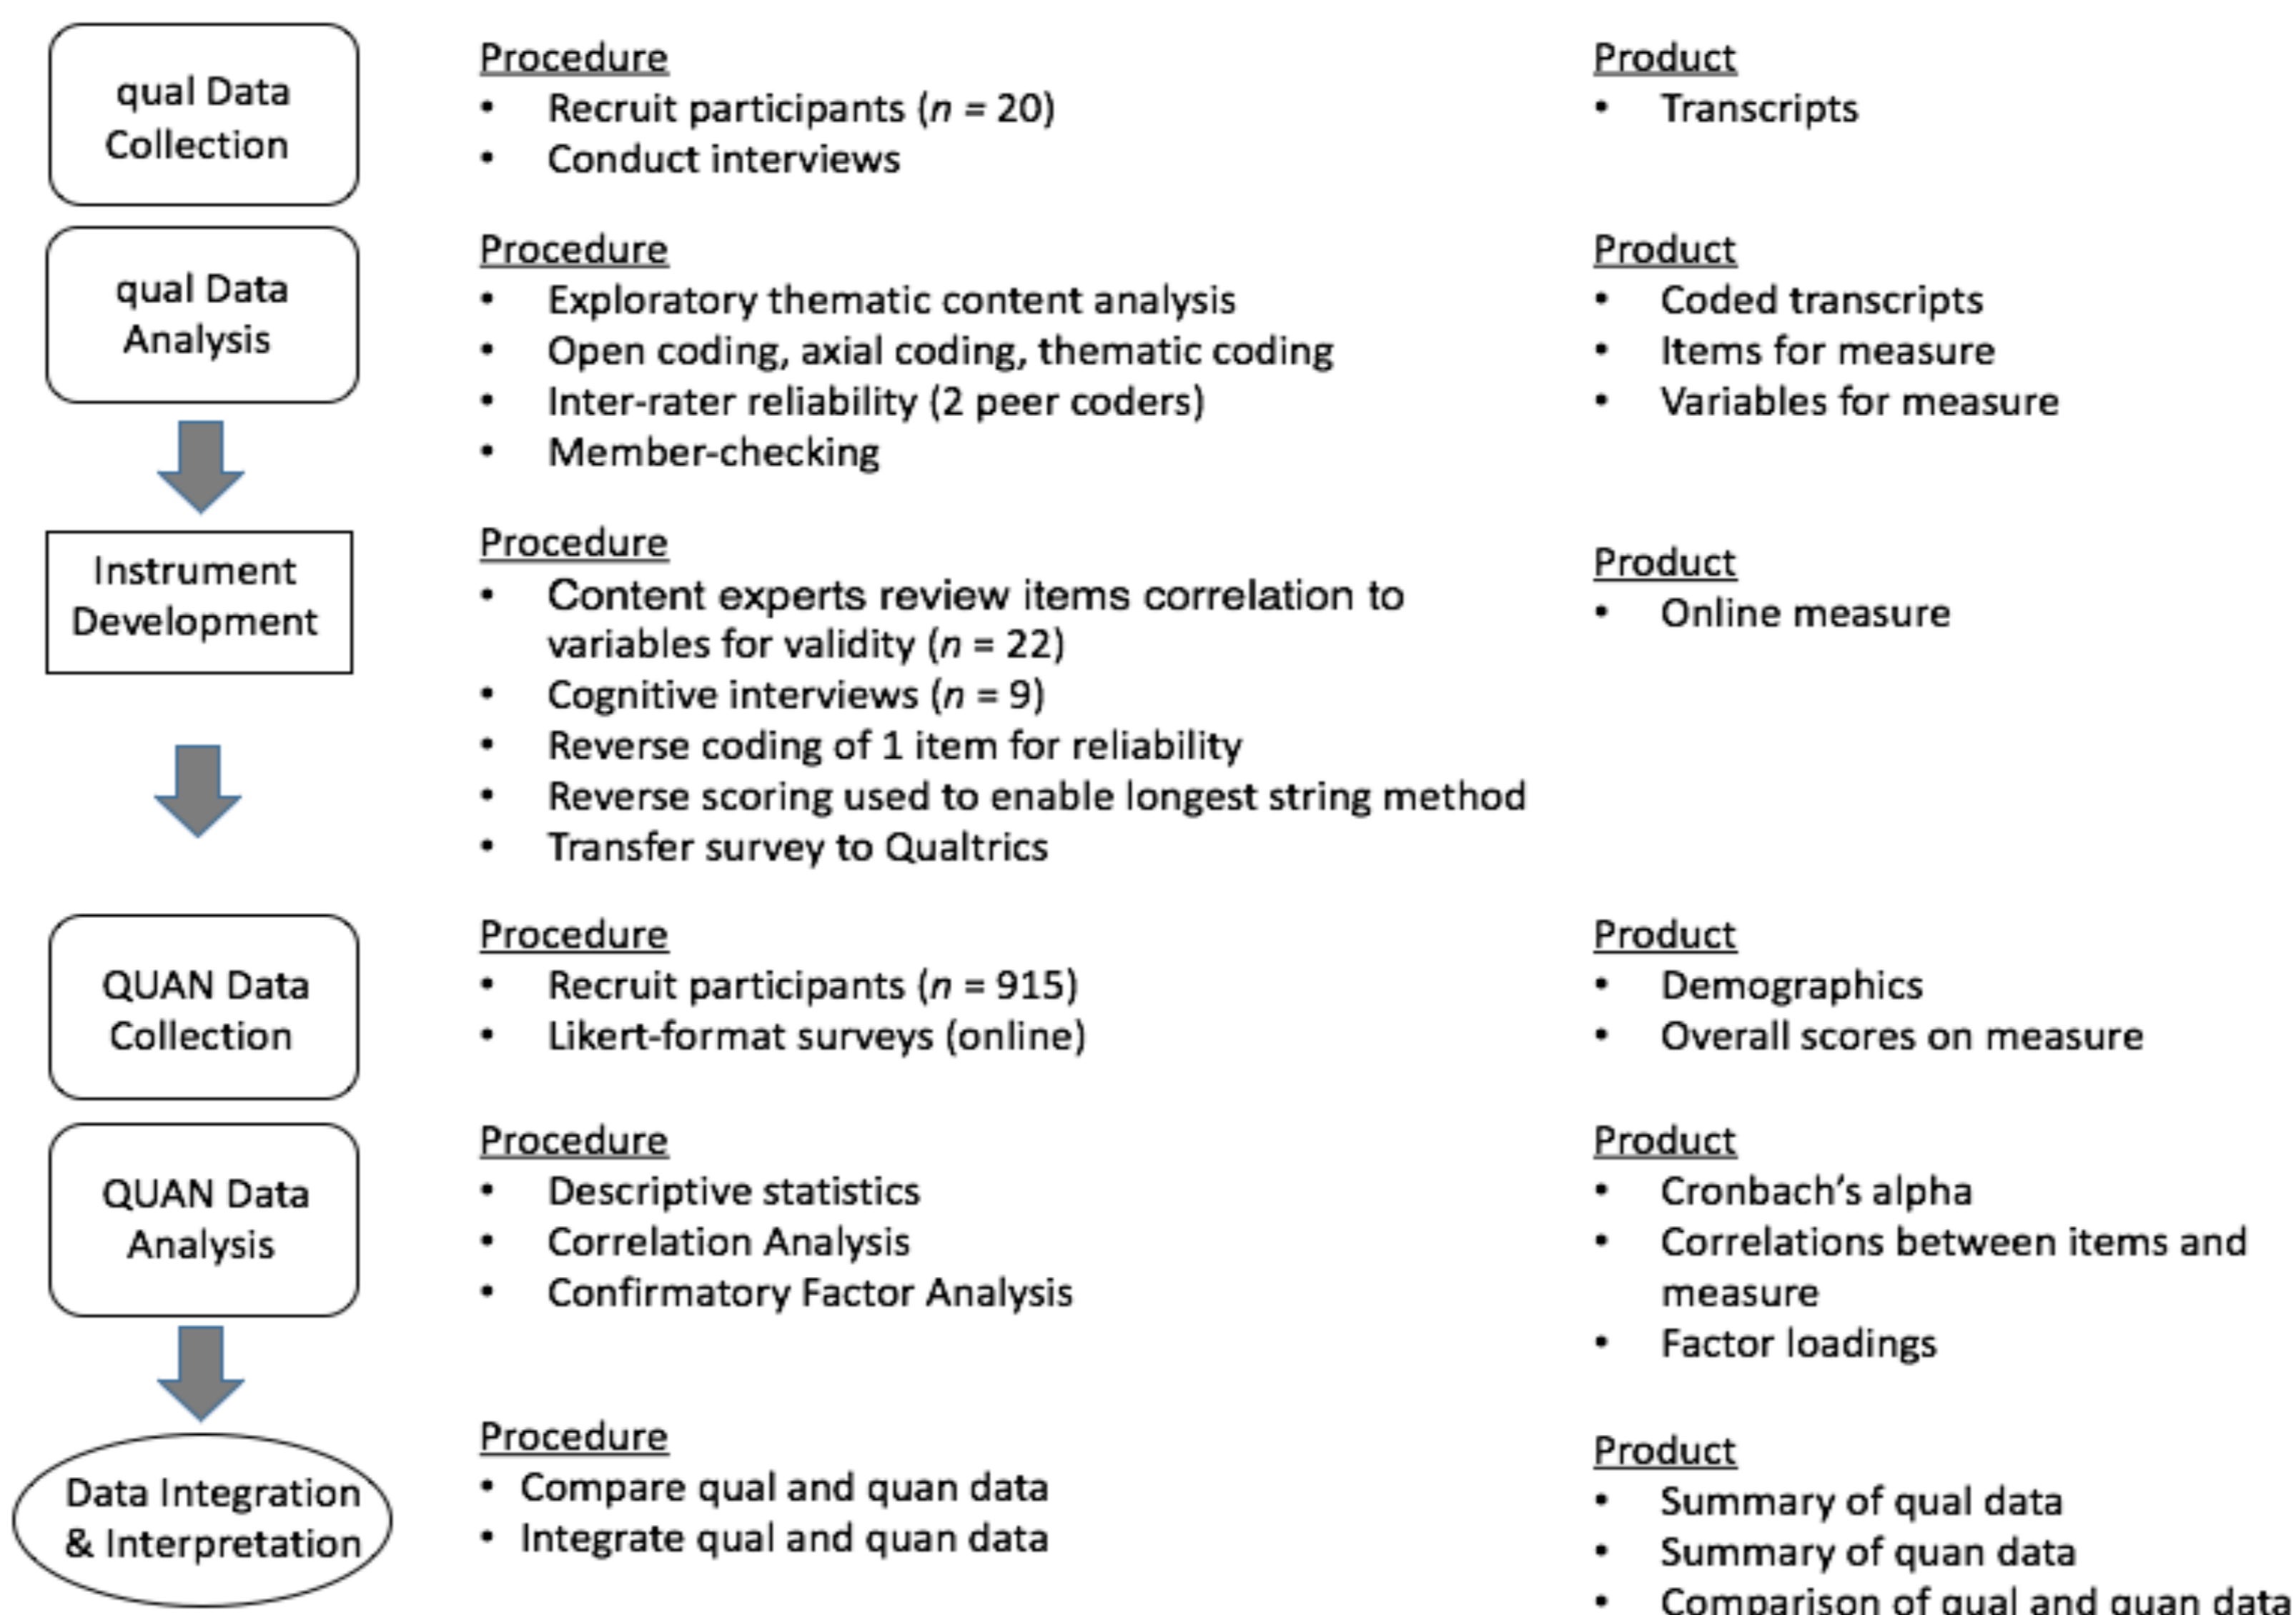 qual Data
Collection
Procedure
• Recruit participants (n = 20)
• Conduct interviews
Product
• Transcripts
qual Data
Analysis
Procedure
• Exploratory thematic content analysis
• Open coding, axial coding, thematic coding
• Inter-rater reliability (2 peer coders)
• Member-checking
Product
• Coded transcripts
• Items for measure
• Variables for measure
Instrument
Development
Procedure
• Content experts review items correlation to
variables for validity (n = 22)
• Cognitive interviews (n = 9)
• Reverse coding of 1 item for reliability
• Reverse scoring used to enable longest string method
• Transfer survey to Qualtrics
Product
• Online measure
QUAN Data
Collection
Procedure
• Recruit participants (n = 915)
• Likert-format surveys (online)
Product
• Demographics
• Overall scores on measure
QUAN Data
Analysis
Procedure
• Descriptive statistics
• Correlation Analysis
• Confirmatory Factor Analysis
Product
• Cronbach’s alpha
• Correlations between items and
measure
• Factor loadings
Data Integration
& Interpretation
Procedure
• Compare qual and quan data
• Integrate qual and quan data
Product
• Summary of qual data
• Summary of quan data
• Comparison of qual and quan data